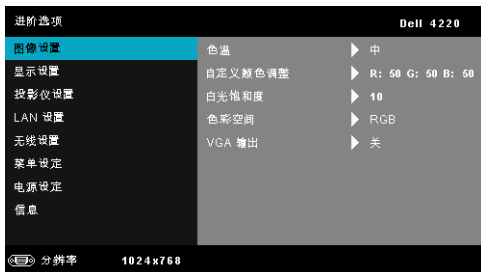 进阶选项 Dell 4220
图像设置 色温 中
显示设置 自定义颜色调整 R: 50 G: 50 B: 50
投影仪设置 白光饱和度 10
LAN 设置 色彩空间 RGB
无线设置 VGA 输出 关
菜单设定
电源设定
信息
分辨率 1024x768